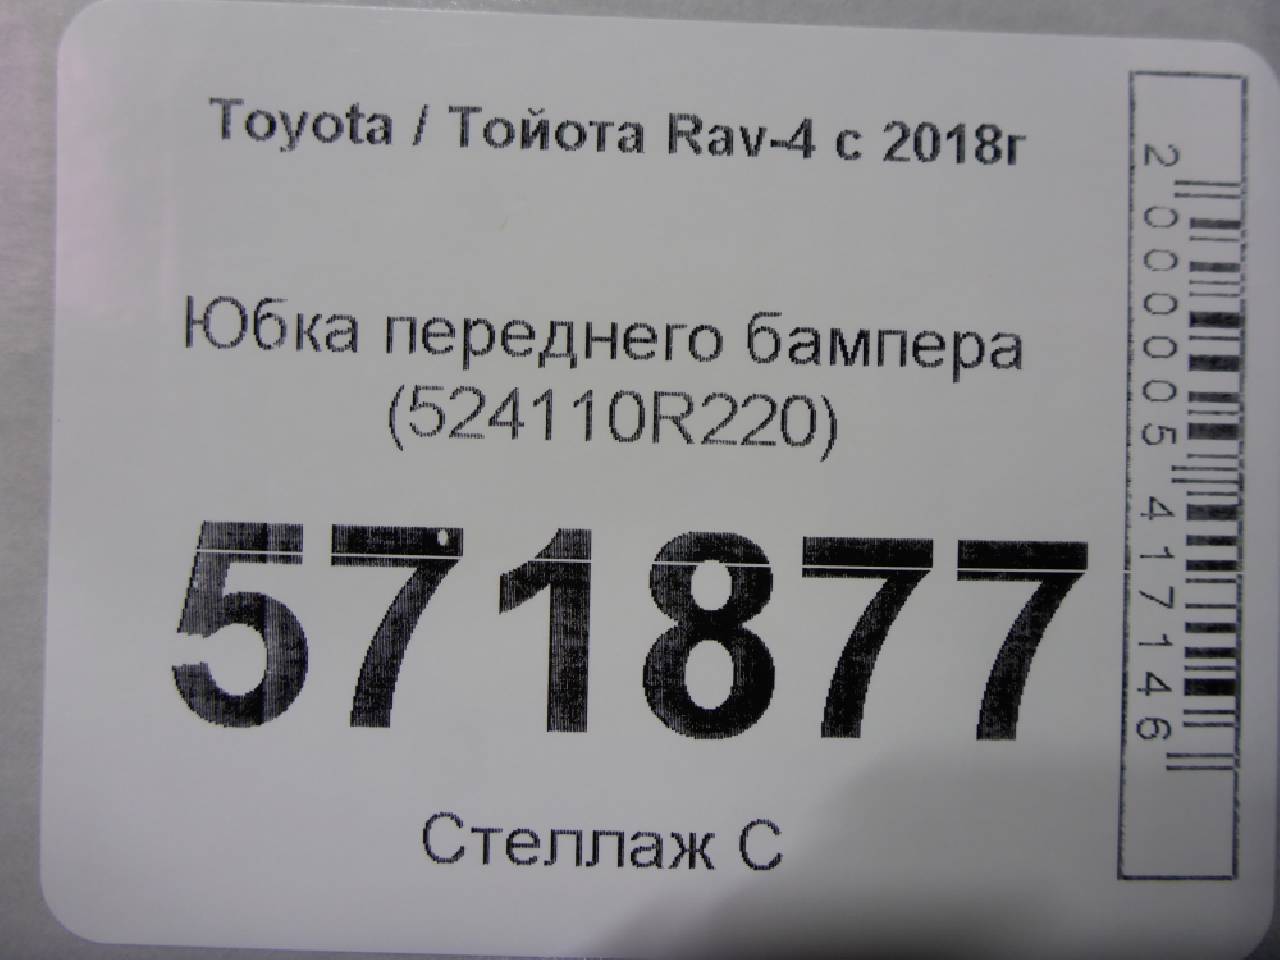 Toyota / Тойота Rav-4 с 2018г
Юбка переднего бампера
(524110R220)
571877
Стеллаж С
2000005417146